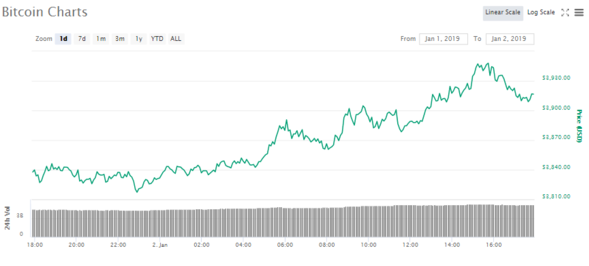 Bitcoin Charts
Linear Scale Log Scale
Zoom 1d 7d 1m 3m 1y YTD ALL
From Jan 1, 2019 To Jan 2, 2019
$3,930.00
$3,900.00
$3,870.00
$3,840.00
$3,810.00
Price (USD)
24h Vol
0
18:00 20:00 22:00 2. Jan 02:00 04:00 06:00 08:00 10:00 12:00 14:00 16:00